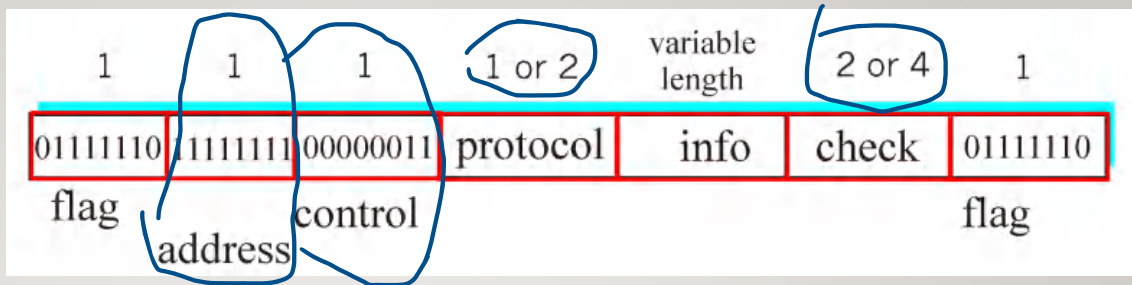 1 1 1 1 or 2 variable length 2 or 4 1
01111110 11111111 00000011 protocol info check 01111110
flag control flag
address